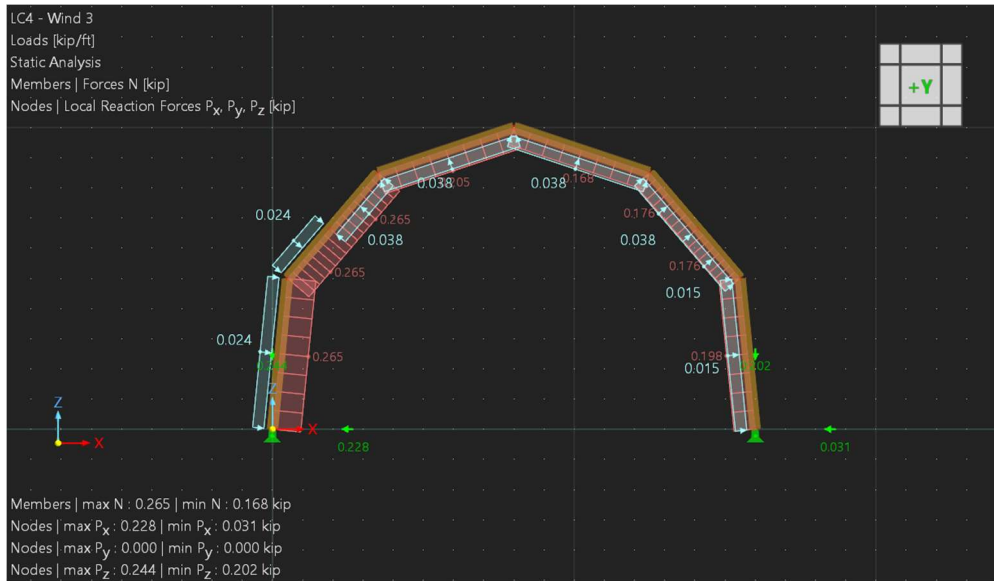 LC4 - Wind 3
Loads [kip/ft]
Static Analysis
Members | Forces N [kip]
Nodes | Local Reaction Forces Px, Py, Pz [kip]
+Y
0.038
0.205
0.038
0.168
0.024
0.265
0.038
0.176
0.038
0.265
0.176
0.015
0.024
0.265
0.198
0.015
0.244
Z
X
0.228
0.031
Z
X
Members | max N : 0.265 | min N : 0.168 kip
Nodes | max Px : 0.228 | min Px : 0.031 kip
Nodes | max Py : 0.000 | min Py : 0.000 kip
Nodes | max Pz : 0.244 | min Pz : 0.202 kip